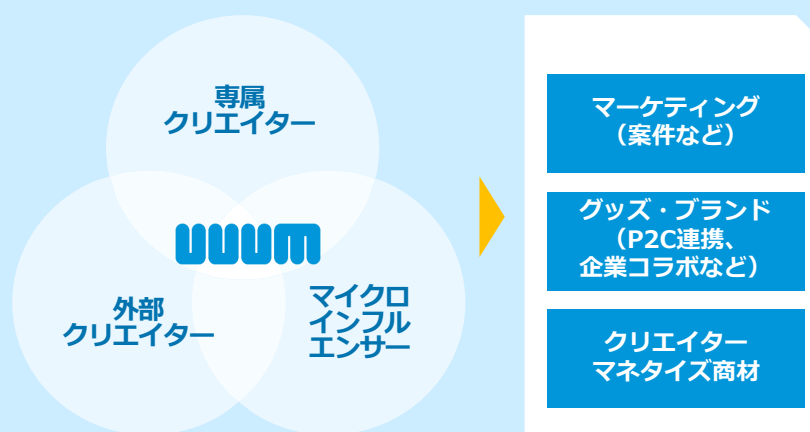 専属
クリエイター
UUUM
外部
クリエイター
マイクロ
インフル
エンサー
マーケティング
（案件など）
グッズ・ブランド
（P2C連携、
企業コラボなど）
クリエイター
マネタイズ商材